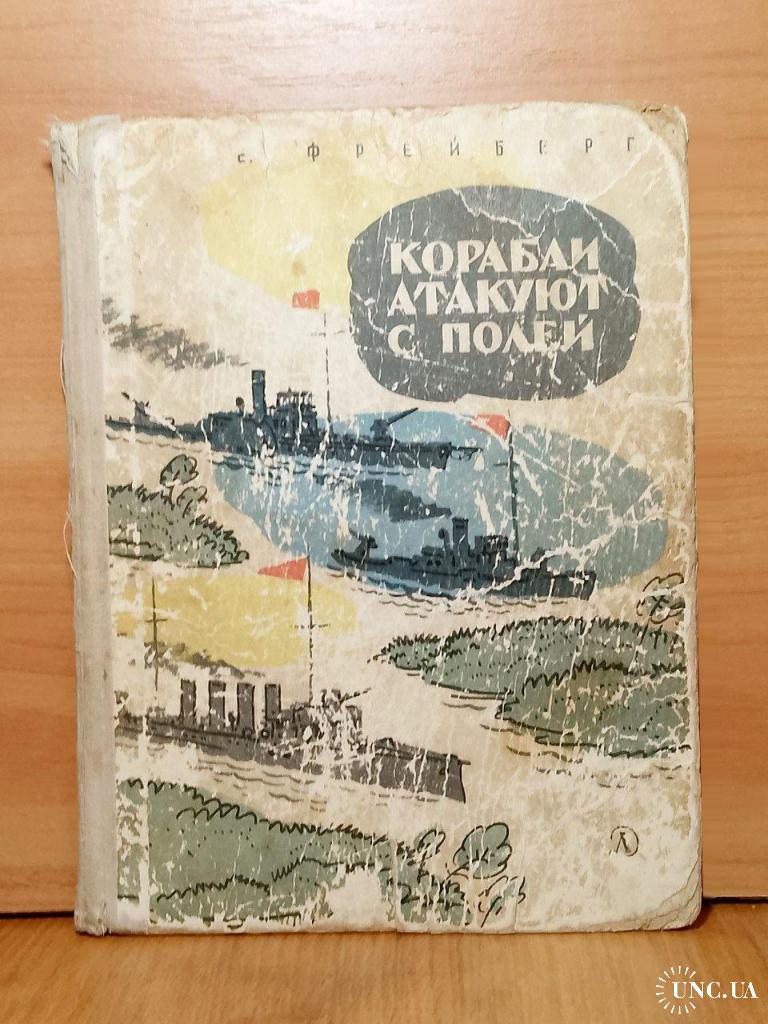 С. ФРЕЙБЕРГ
КОРАБЛИ
АТАКУЮТ
С ПОЛЕЙ
UNC.UA